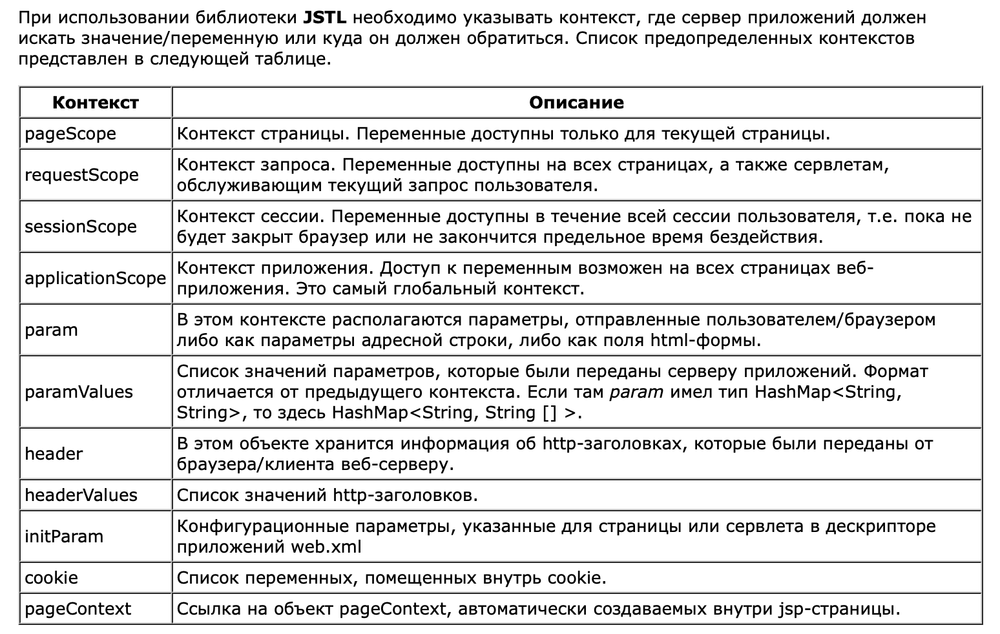 При использовании библиотеки JSTL необходимо указывать контекст, где сервер приложений должен
искать значение/переменную или куда он должен обратиться. Список предопределенных контекстов
представлен в следующей таблице.
Контекст Описание
pageScope Контекст страницы. Переменные доступны только для текущей страницы.
requestScope Контекст запроса. Переменные доступны на всех страницах, а также сервлетам,
обслуживающим текущий запрос пользователя.
sessionScope Контекст сессии. Переменные доступны в течение всей сессии пользователя, т.е. пока не
будет закрыт браузер или не закончится предельное время бездействия.
applicationScope Контекст приложения. Доступ к переменным возможен на всех страницах веб-
приложения. Это самый глобальный контекст.
param В этом контексте располагаются параметры, отправленные пользователем/браузером
либо как параметры адресной строки, либо как поля html-формы.
paramValues Список значений параметров, которые были переданы серверу приложений. Формат
отличается от предыдущего контекста. Если там param имел тип HashMap<String,
String>, то здесь HashMap<String, String [] >.
header В этом объекте хранится информация об http-заголовках, которые были переданы от
браузера/клиента веб-серверу.
headerValues Список значений http-заголовков.
initParam Конфигурационные параметры, указанные для страницы или сервлета в дескрипторе
приложений web.xml
cookie Список переменных, помещенных внутрь cookie.
pageContext Ссылка на объект pageContext, автоматически создаваемых внутри jsp-страницы.